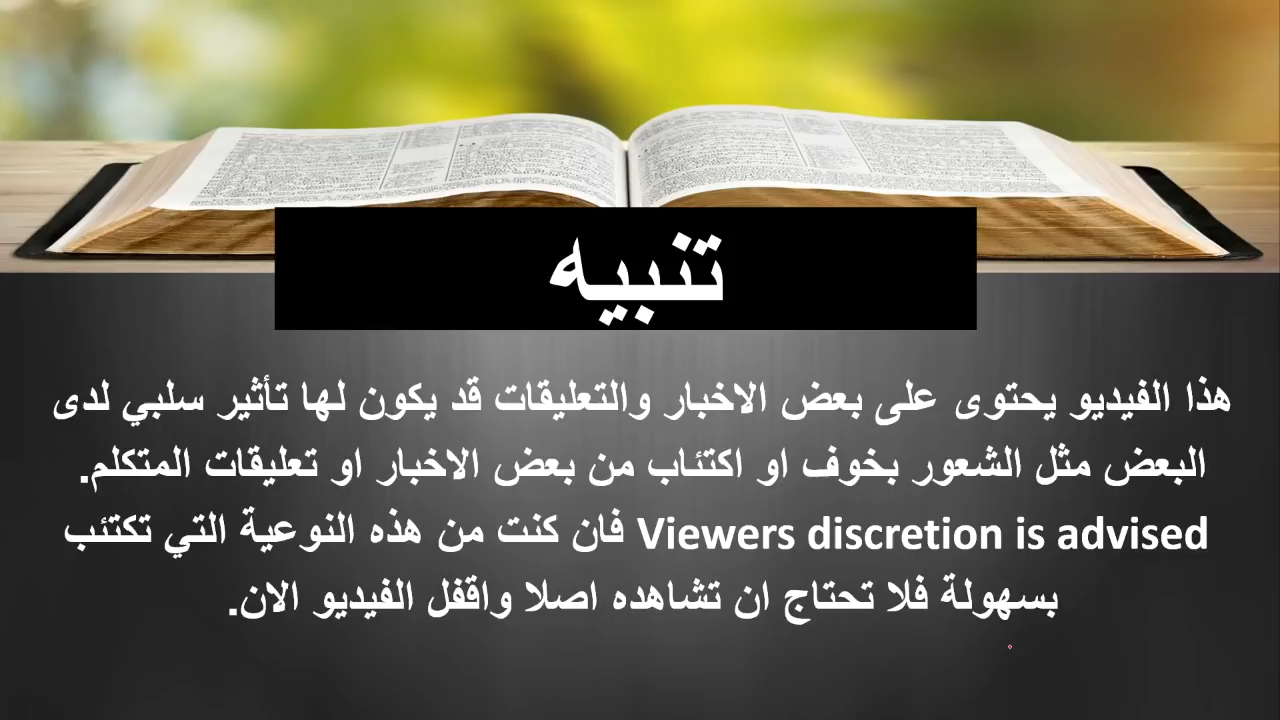 تنبيه
هذا الفيديو يحتوى على بعض الاخبار والتعليقات قد يكون لها تأثير سلبي لدى
البعض مثل الشعور بخوف او اكتئاب من بعض الاخبار او تعليقات المتكلم.
Viewers discretion is advised فان كنت من هذه النوعية التي تكتئب
بسهولة فلا تحتاج ان تشاهده اصلا واقفل الفيديو الان.